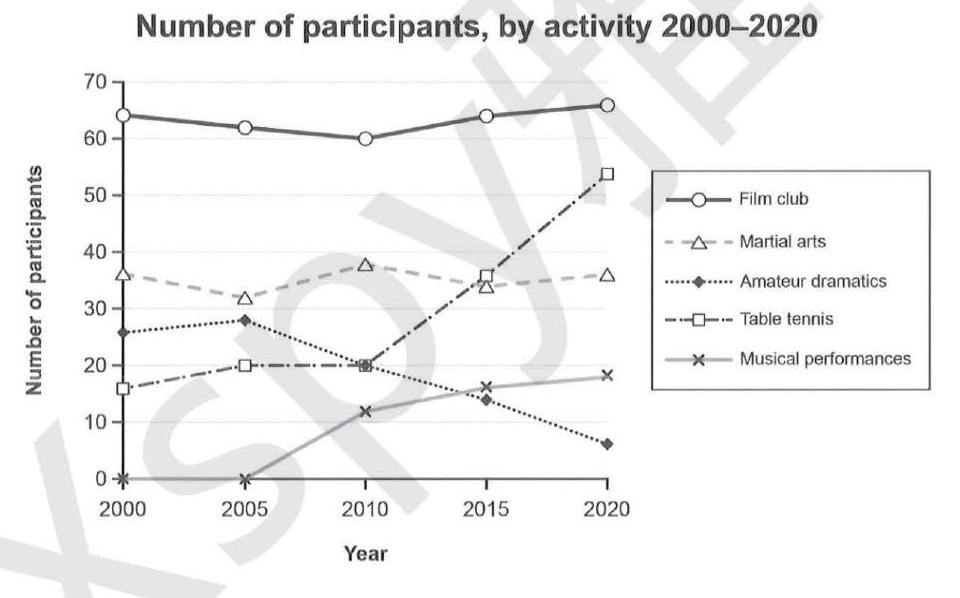 Number of participants, by activity 2000–2020
Number of participants
70
60
50
40
30
20
10
0
2000 2005 2010 2015 2020
Year
Film club
Martial arts
Amateur dramatics
Table tennis
Musical performances